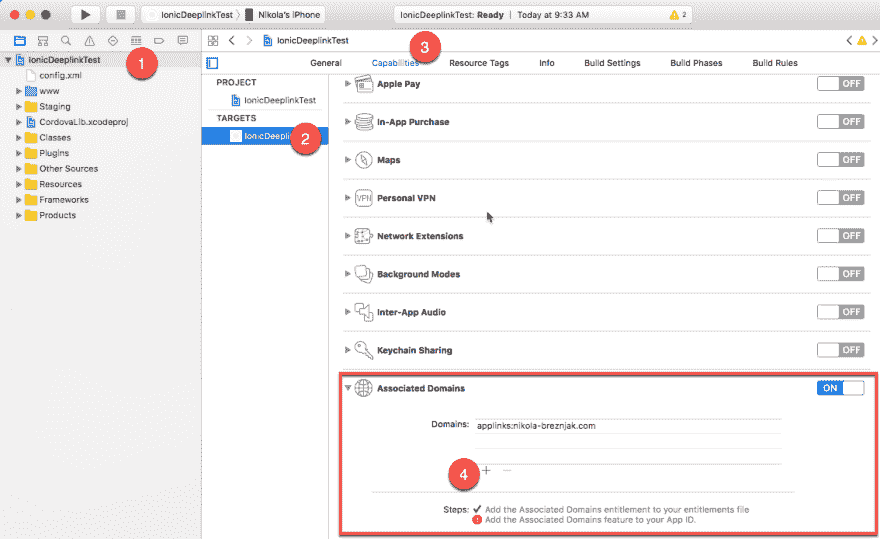 IonicDeeplinkTest
Nikola's iPhone
IonicDeeplinkTest: Ready | Today at 9:33 AM
2
IonicDeeplinkTest
3
General
Capabilities
Resource Tags
Info
Build Settings
Build Phases
Build Rules
IonicDeeplinkTest
1
config.xml
www
Staging
CordovaLib.xcodeproj
Classes
Plugins
Other Sources
Resources
Frameworks
Products
PROJECT
IonicDeeplinkTest
TARGETS
IonicDeepli
2
Apple Pay
OFF
In-App Purchase
OFF
Maps
OFF
VPN
Personal VPN
OFF
Network Extensions
OFF
Background Modes
OFF
Inter-App Audio
OFF
Keychain Sharing
OFF
Associated Domains
ON
Domains: applinks:nikola-breznjak.com
4
+ −
Steps: ✓ Add the Associated Domains entitlement to your entitlements file
! Add the Associated Domains feature to your App ID.